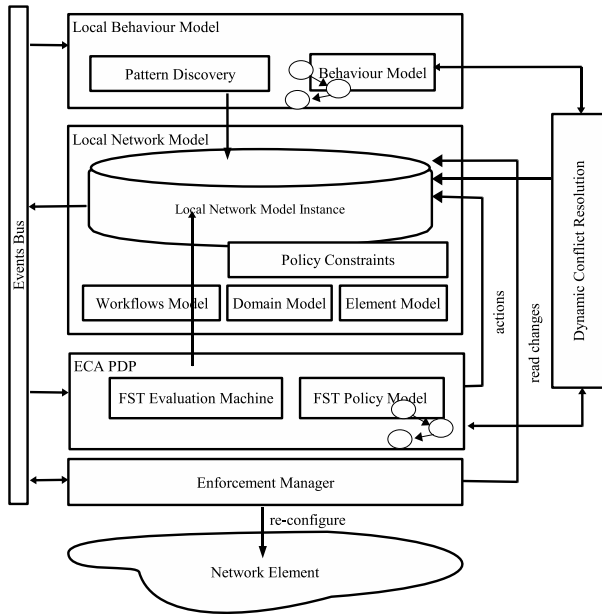 Local Behaviour Model
Pattern Discovery
Behaviour Model
Local Network Model
Local Network Model Instance
Policy Constraints
Workflows Model
Domain Model
Element Model
ECA PDP
FST Evaluation Machine
FST Policy Model
Enforcement Manager
re-configure
Network Element
Events Bus
actions
read changes
Dynamic Conflict Resolution